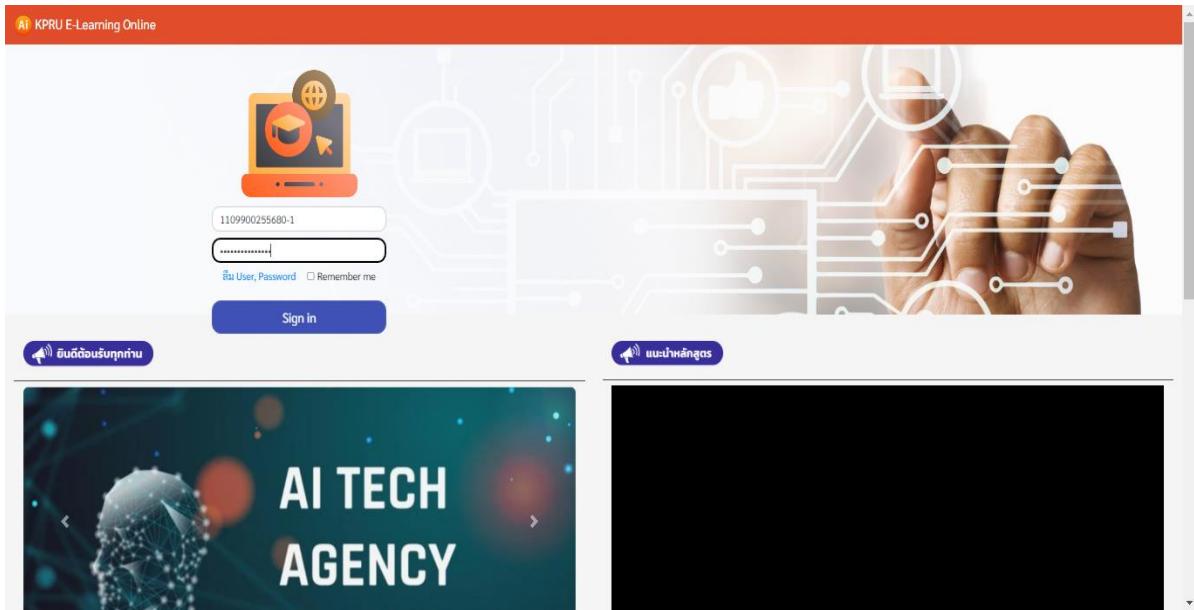 Ai KPRU E-Learning Online
1109900255680-1
ลืม User, Password Remember me
Sign in
ยินดีต้อนรับทุกท่าน
แนะนำหลักสูตร
AI TECH
AGENCY